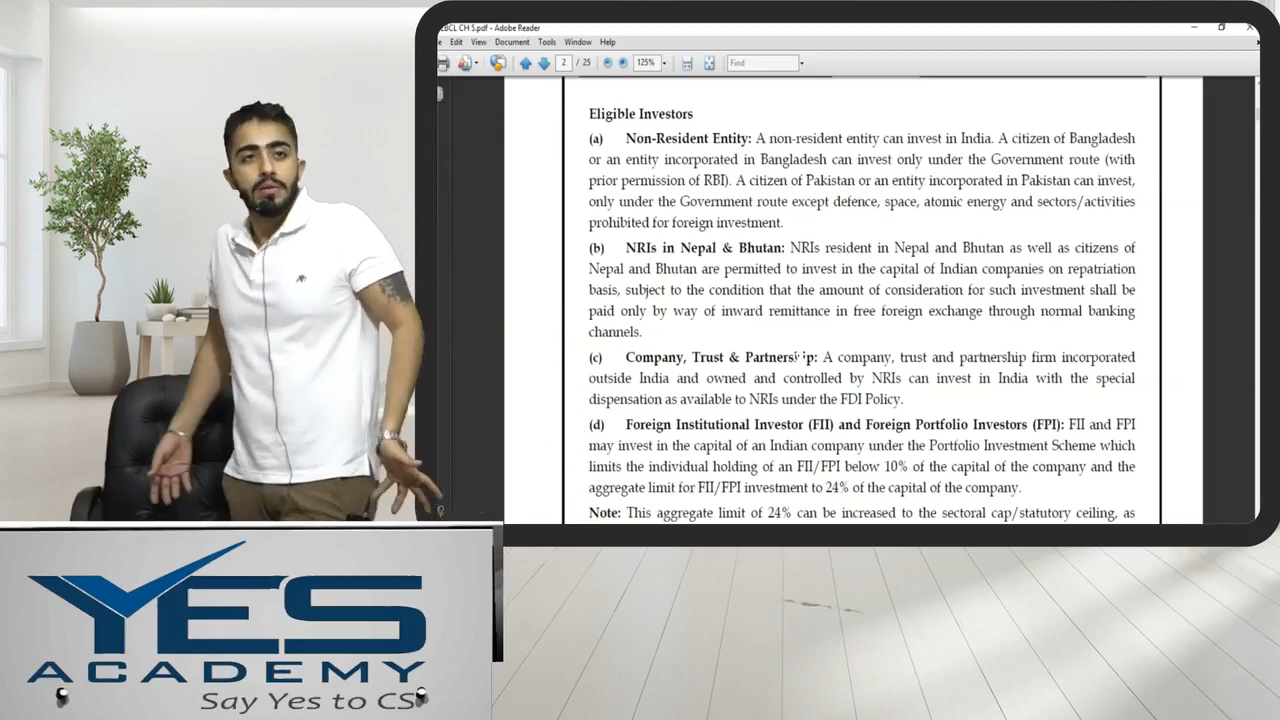 EBCL CH 5.pdf - Adobe Reader
Edit View Document Tools Window Help
2 / 25 125% Find
Eligible Investors
(a) Non-Resident Entity: A non-resident entity can invest in India. A citizen of Bangladesh
or an entity incorporated in Bangladesh can invest only under the Government route (with
prior permission of RBI). A citizen of Pakistan or an entity incorporated in Pakistan can invest,
only under the Government route except defence, space, atomic energy and sectors/activities
prohibited for foreign investment.
(b) NRIs in Nepal & Bhutan: NRIs resident in Nepal and Bhutan as well as citizens of
Nepal and Bhutan are permitted to invest in the capital of Indian companies on repatriation
basis, subject to the condition that the amount of consideration for such investment shall be
paid only by way of inward remittance in free foreign exchange through normal banking
channels.
(c) Company, Trust & Partnership: A company, trust and partnership firm incorporated
outside India and owned and controlled by NRIs can invest in India with the special
dispensation as available to NRIs under the FDI Policy.
(d) Foreign Institutional Investor (FII) and Foreign Portfolio Investors (FPI): FII and FPI
may invest in the capital of an Indian company under the Portfolio Investment Scheme which
limits the individual holding of an FII/FPI below 10% of the capital of the company and the
aggregate limit for FII/FPI investment to 24% of the capital of the company.
Note: This aggregate limit of 24% can be increased to the sectoral cap/statutory ceiling, as
YES
ACADEMY
Say Yes to CS